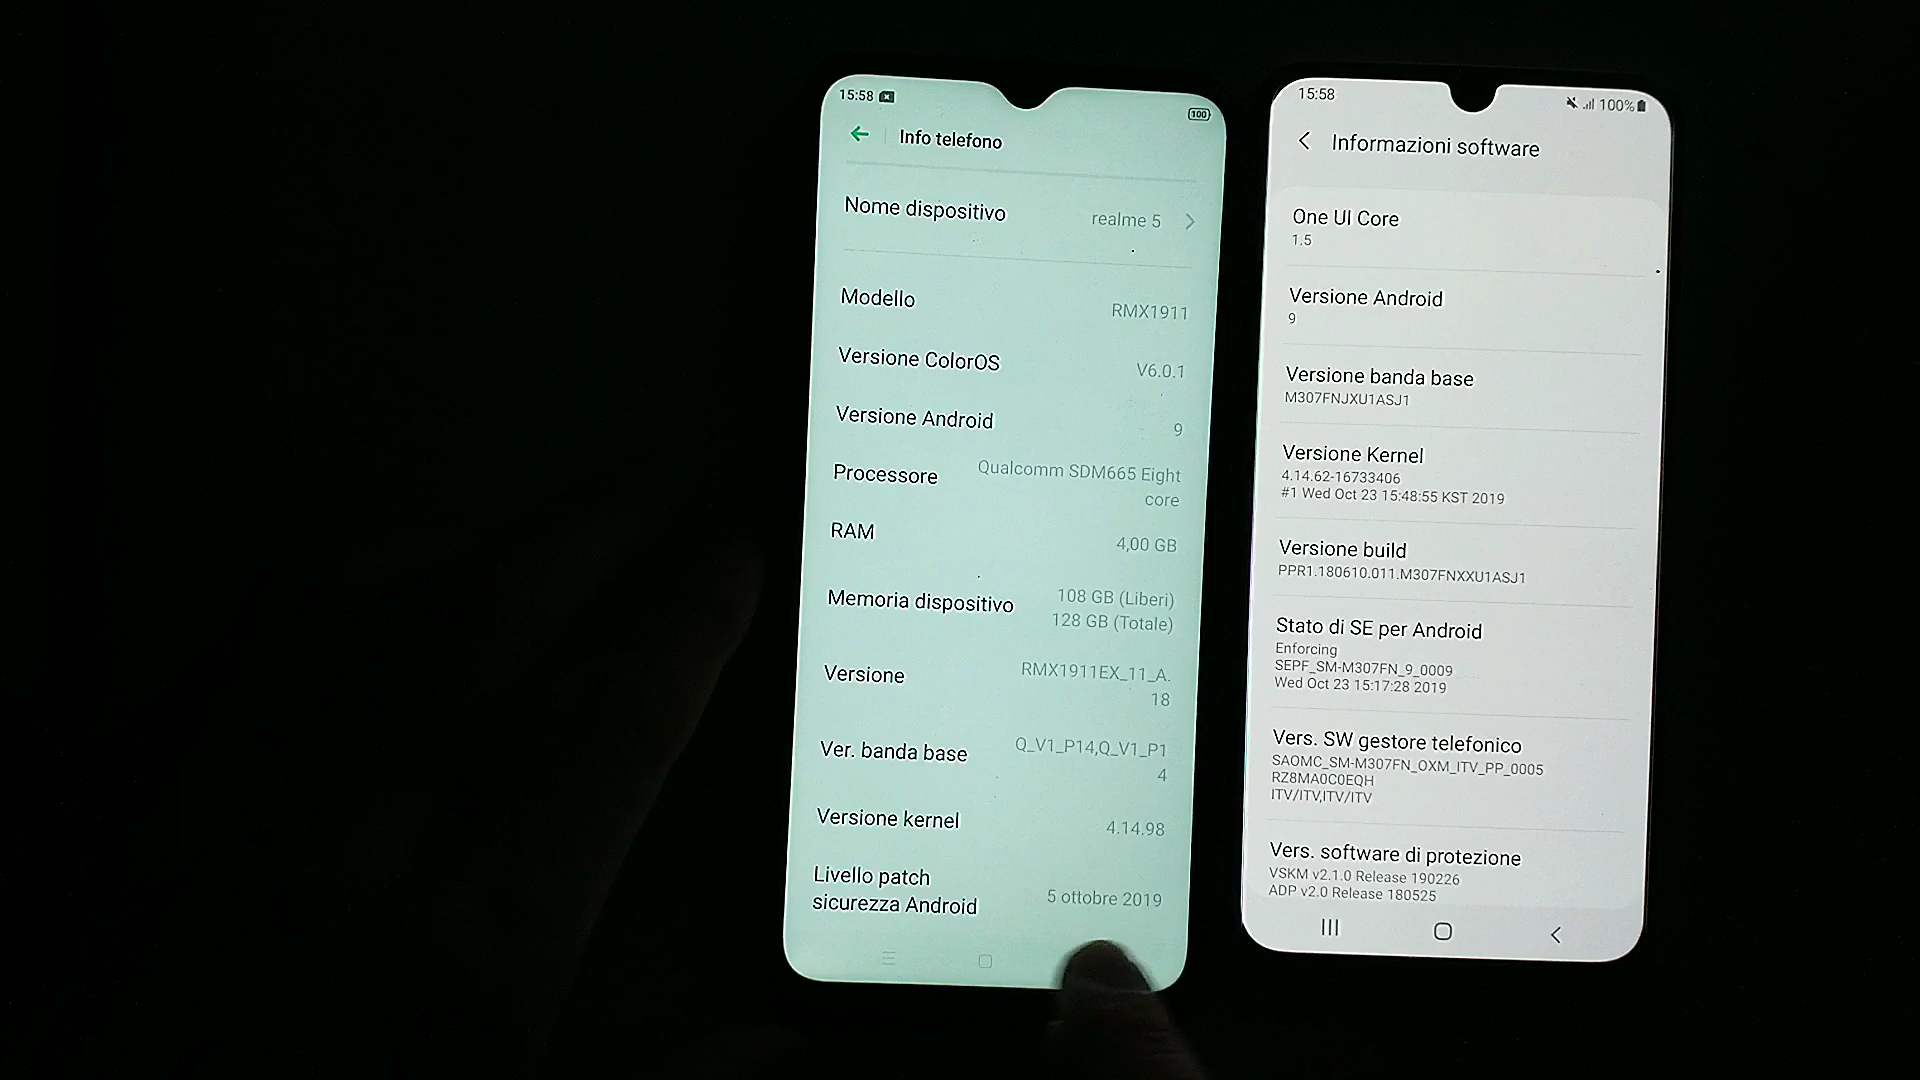 15:58
100
Info telefono
Nome dispositivo realme 5
Modello RMX1911
Versione ColorOS V6.0.1
Versione Android 9
Processore Qualcomm SDM665 Eight
core
RAM 4,00 GB
Memoria dispositivo 108 GB (Liberi)
128 GB (Totale)
Versione RMX1911EX_11_A.
18
Ver. banda base Q_V1_P14,Q_V1_P1
4
Versione kernel 4.14.98
Livello patch
sicurezza Android 5 ottobre 2019
15:58 100%
Informazioni software
One UI Core
1.5
Versione Android
9
Versione banda base
M307FNJXU1ASJ1
Versione Kernel
4.14.62-16733406
#1 Wed Oct 23 15:48:55 KST 2019
Versione build
PPR1.180610.011.M307FNXXU1ASJ1
Stato di SE per Android
Enforcing
SEPF_SM-M307FN_9_0009
Wed Oct 23 15:17:28 2019
Vers. SW gestore telefonico
SAOMC_SM-M307FN_OXM_ITV_PP_0005
RZ8MA0C0EQH
ITV/ITV,ITV/ITV
Vers. software di protezione
VSKM v2.1.0 Release 190226
ADP v2.0 Release 180525